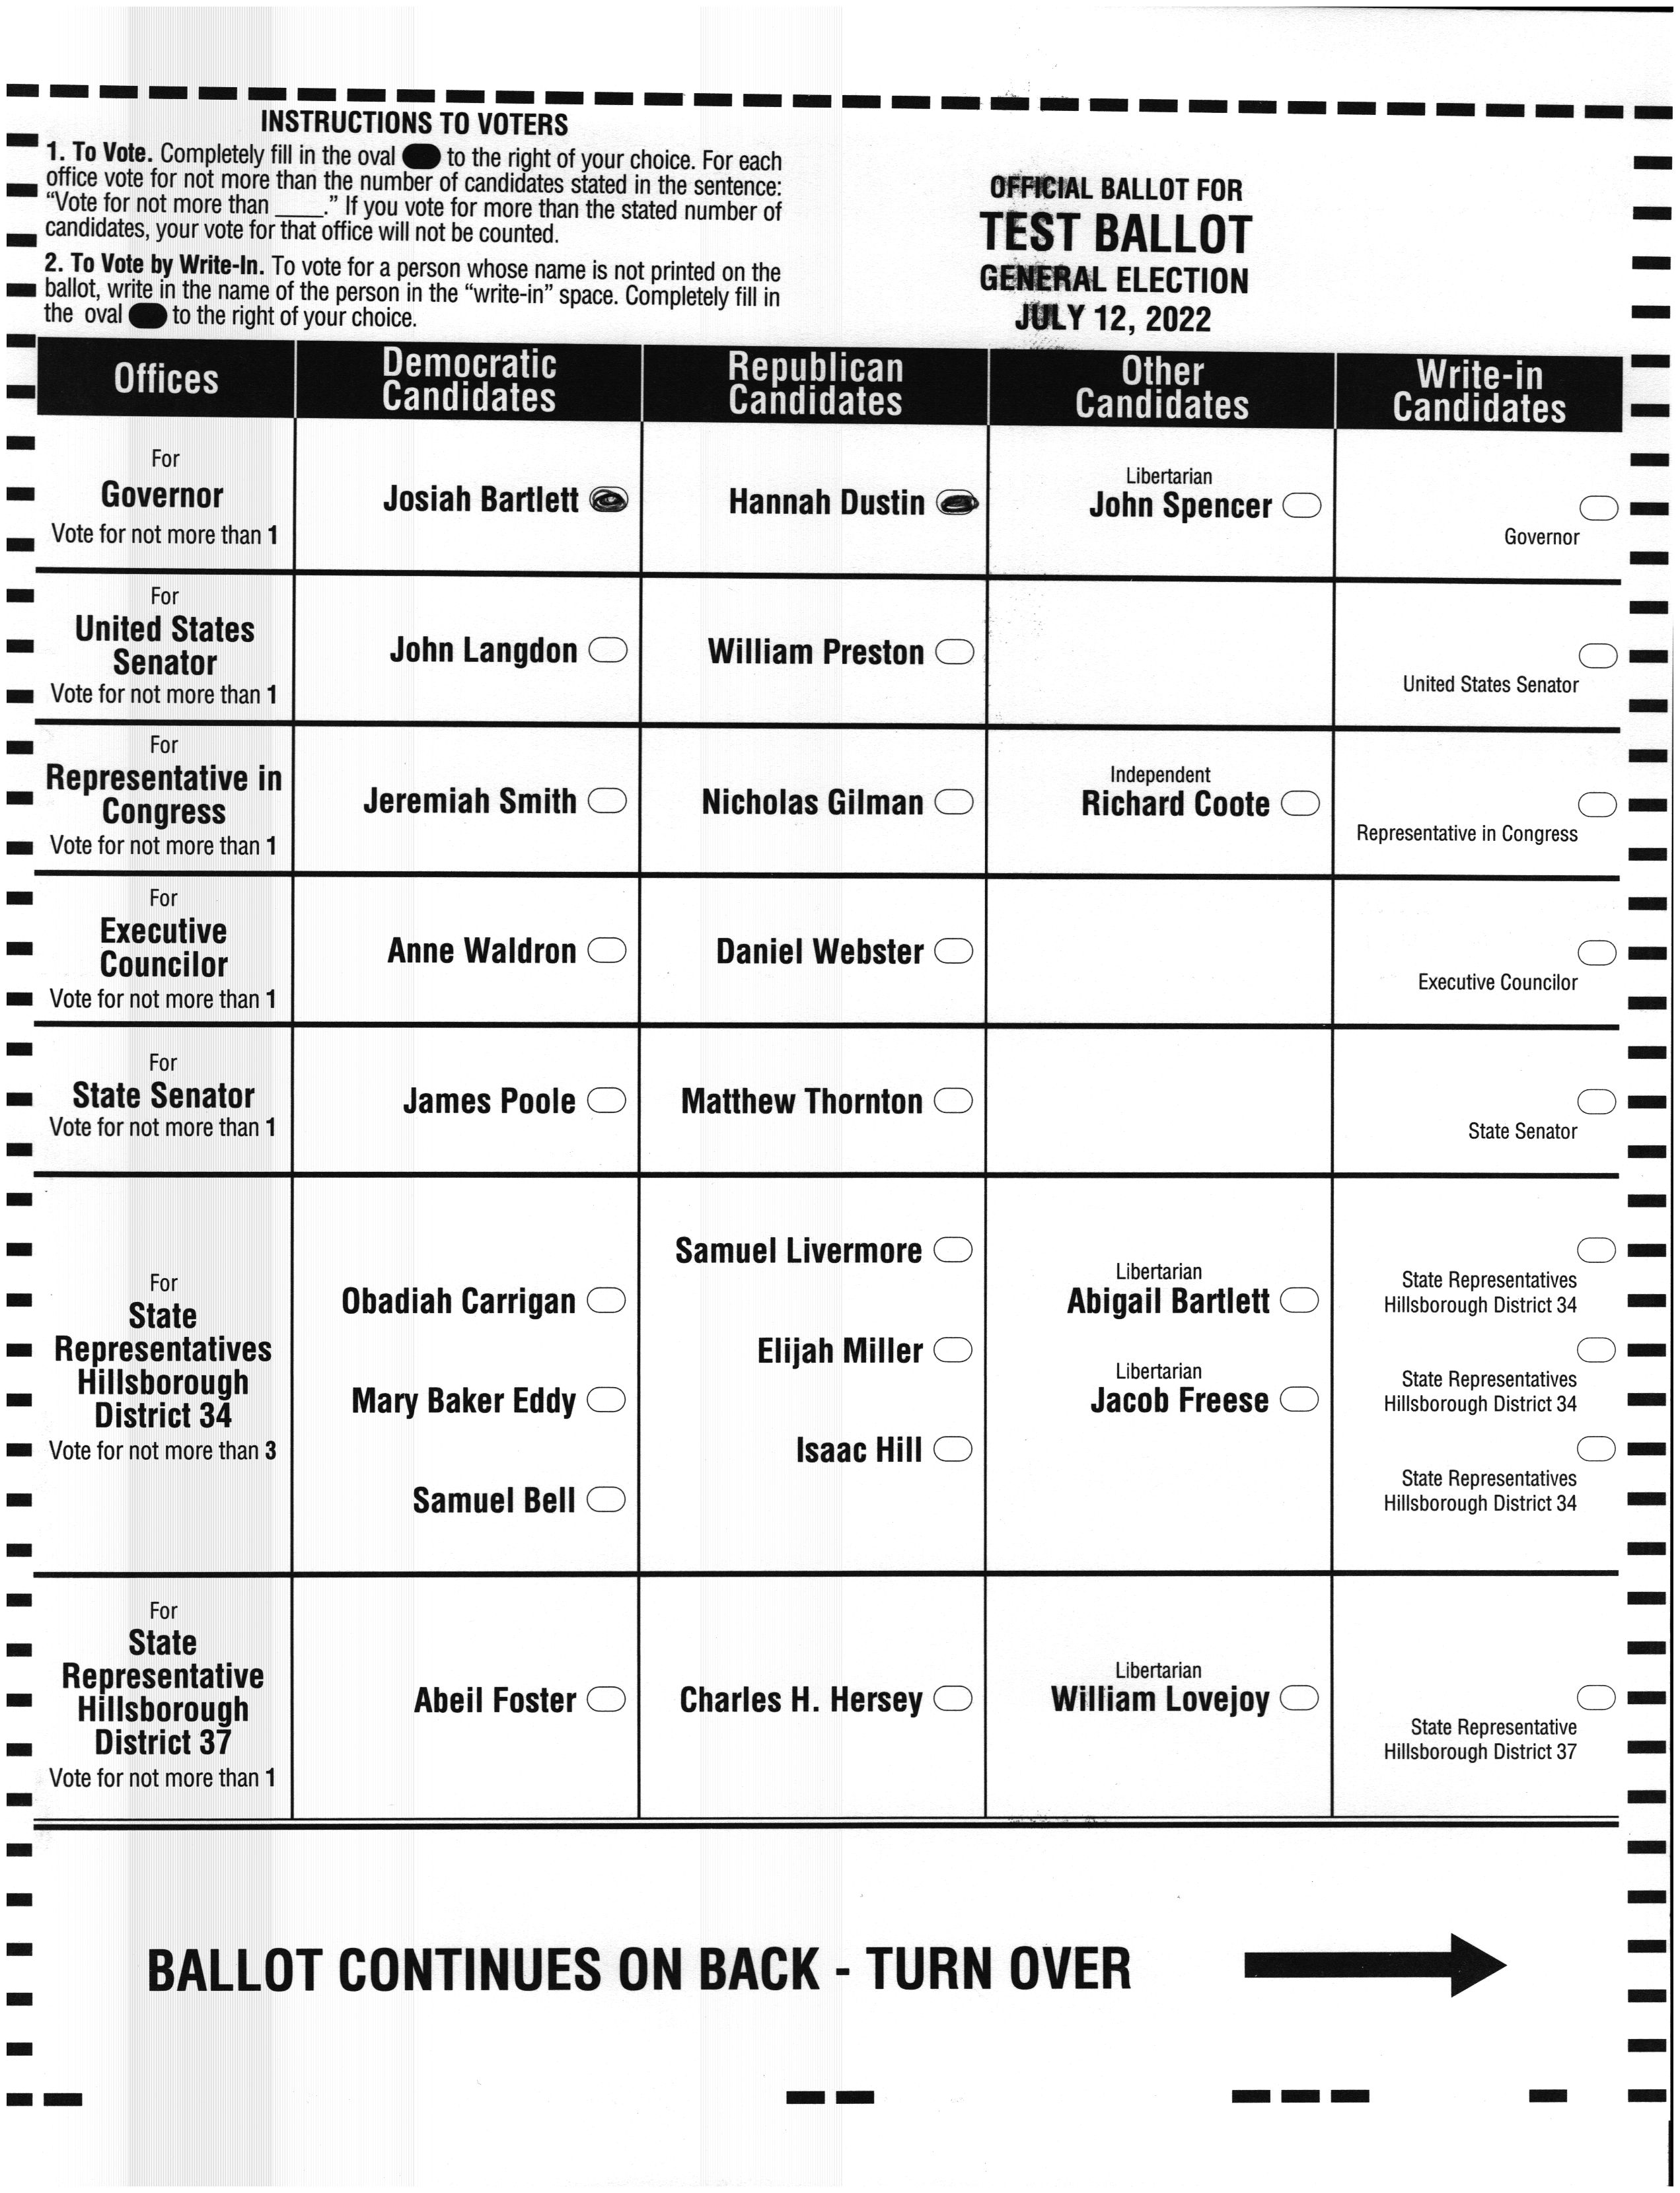 INSTRUCTIONS TO VOTERS
1. To Vote. Completely fill in the oval to the right of your choice. For each
office vote for not more than the number of candidates stated in the sentence:
“Vote for not more than ____.” If you vote for more than the stated number of
candidates, your vote for that office will not be counted.
2. To Vote by Write-In. To vote for a person whose name is not printed on the
ballot, write in the name of the person in the “write-in” space. Completely fill in
the oval to the right of your choice.
OFFICIAL BALLOT FOR
TEST BALLOT
GENERAL ELECTION
JULY 12, 2022
Offices
Democratic
Candidates
Republican
Candidates
Other
Candidates
Write-in
Candidates
For
Governor
Vote for not more than 1
Josiah Bartlett
Hannah Dustin
Libertarian
John Spencer
Governor
For
United States
Senator
Vote for not more than 1
John Langdon
William Preston
United States Senator
For
Representative in
Congress
Vote for not more than 1
Jeremiah Smith
Nicholas Gilman
Independent
Richard Coote
Representative in Congress
For
Executive
Councilor
Vote for not more than 1
Anne Waldron
Daniel Webster
Executive Councilor
For
State Senator
Vote for not more than 1
James Poole
Matthew Thornton
State Senator
For
State
Representatives
Hillsborough
District 34
Vote for not more than 3
Obadiah Carrigan
Mary Baker Eddy
Samuel Bell
Samuel Livermore
Elijah Miller
Isaac Hill
Libertarian
Abigail Bartlett
Libertarian
Jacob Freese
State Representatives
Hillsborough District 34
State Representatives
Hillsborough District 34
State Representatives
Hillsborough District 34
For
State
Representative
Hillsborough
District 37
Vote for not more than 1
Abeil Foster
Charles H. Hersey
Libertarian
William Lovejoy
State Representative
Hillsborough District 37
BALLOT CONTINUES ON BACK - TURN OVER